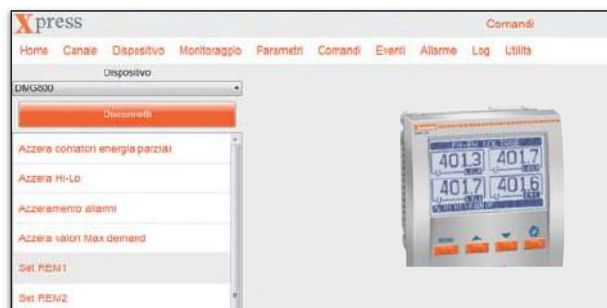 Xpress
Comandi
Home Canale Dispositivo Monitoraggio Parametri Comandi Eventi Allarme Log Utilità
Dispositivo
DMG800
Disconnetti
Azzera contatori energia parziali
Azzera Hi-Lo
Azzeramento allarmi
Azzera valori Max demand
Set REM1
Set REM2
401.3 401.7
401.7 401.6
MENU